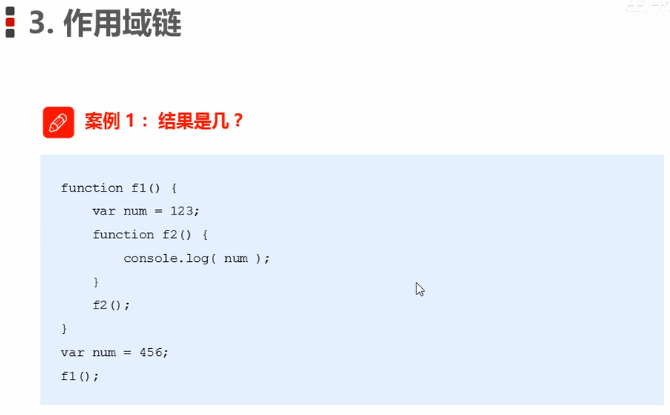 3. 作用域链
案例 1： 结果是几？
function f1() {
    var num = 123;
    function f2() {
        console.log( num );
    }
    f2();
}
var num = 456;
f1();